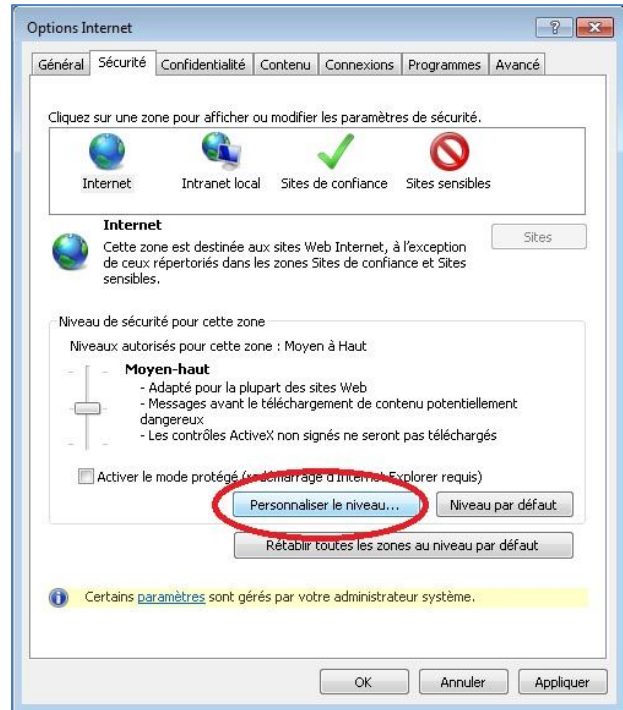 Options Internet
Général Sécurité Confidentialité Contenu Connexions Programmes Avancé
Cliquez sur une zone pour afficher ou modifier les paramètres de sécurité.
Internet Intranet local Sites de confiance Sites sensibles
Internet
Cette zone est destinée aux sites Web Internet, à l'exception
de ceux répertoriés dans les zones Sites de confiance et Sites
sensibles.
Sites
Niveau de sécurité pour cette zone
Niveaux autorisés pour cette zone : Moyen à Haut
Moyen-haut
- Adapté pour la plupart des sites Web
- Messages avant le téléchargement de contenu potentiellement
dangereux
- Les contrôles ActiveX non signés ne seront pas téléchargés
Activer le mode protégé (redémarrage d'Internet Explorer requis)
Personnaliser le niveau... Niveau par défaut
Rétablir toutes les zones au niveau par défaut
Certains paramètres sont gérés par votre administrateur système.
OK Annuler Appliquer